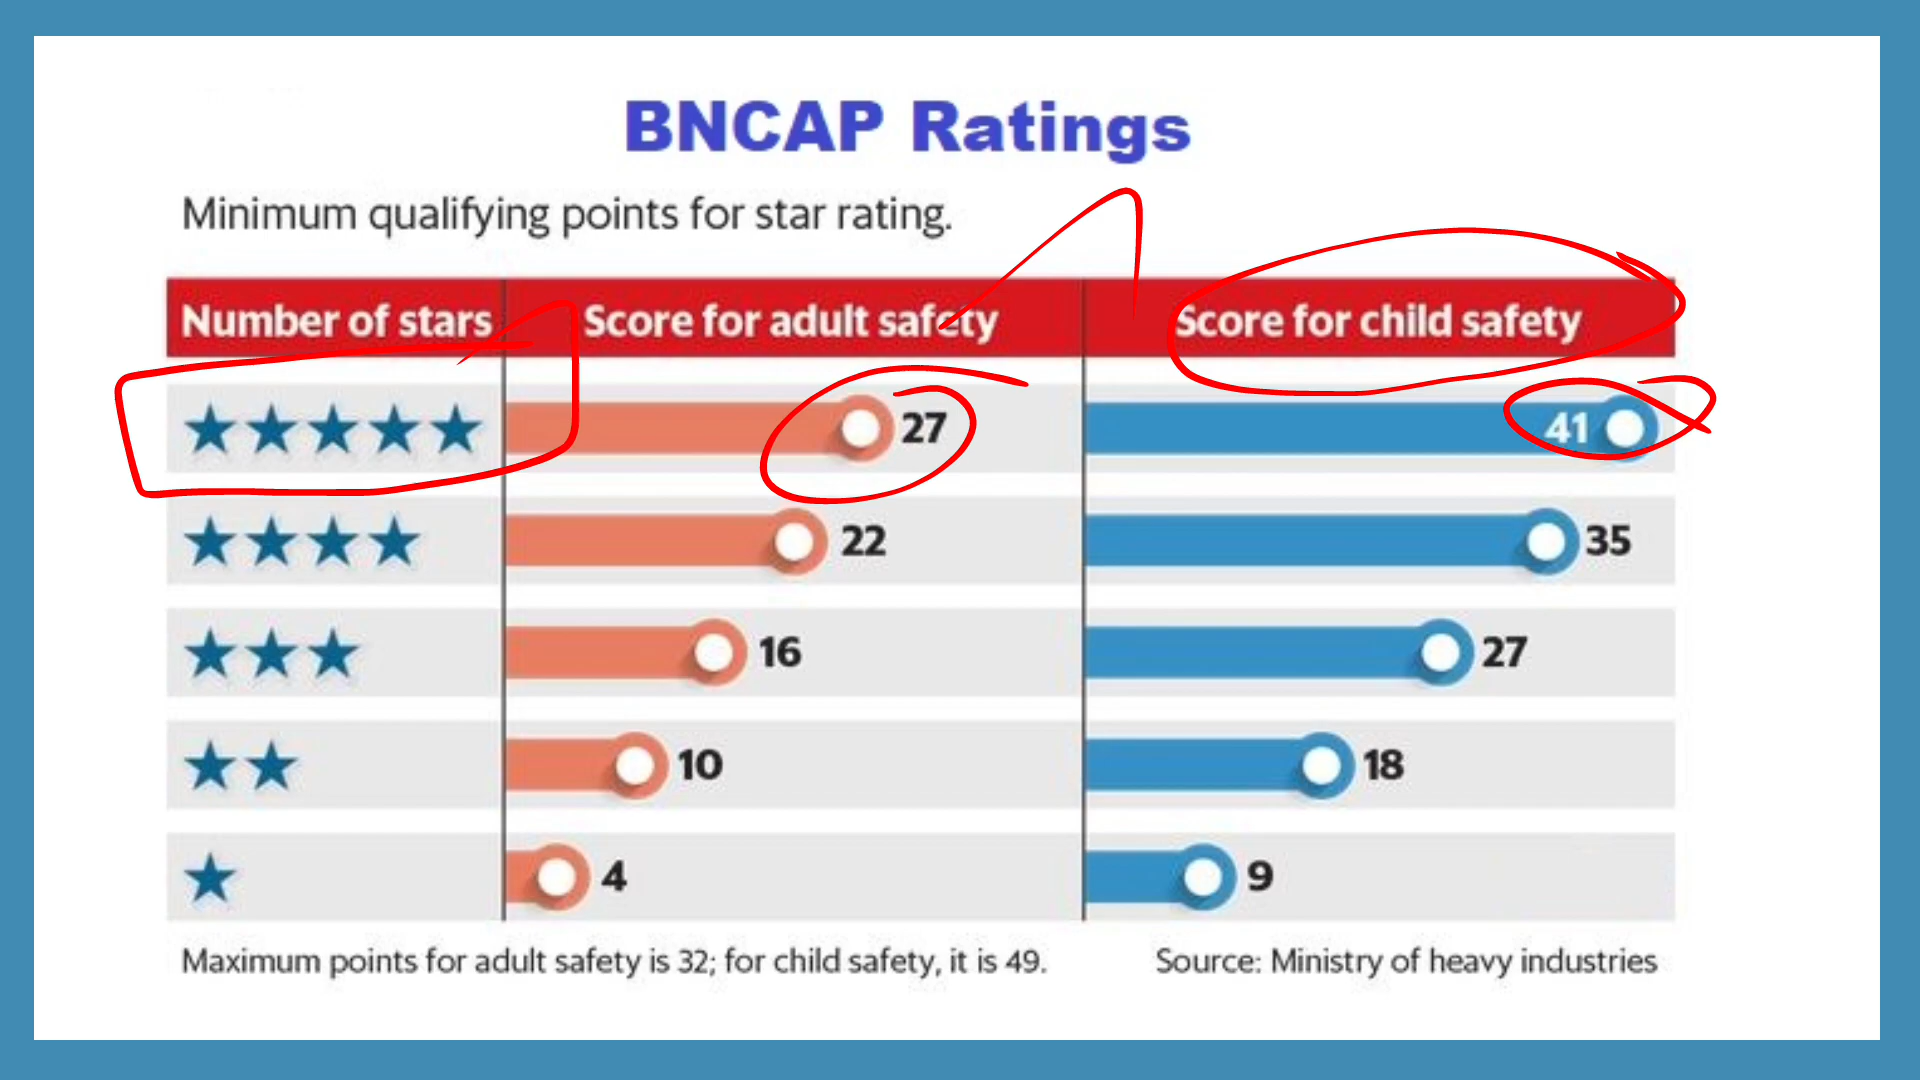 BNCAP Ratings
Minimum qualifying points for star rating.
Number of stars Score for adult safety Score for child safety
27 41
22 35
16 27
10 18
4 9
Maximum points for adult safety is 32; for child safety, it is 49. Source: Ministry of heavy industries